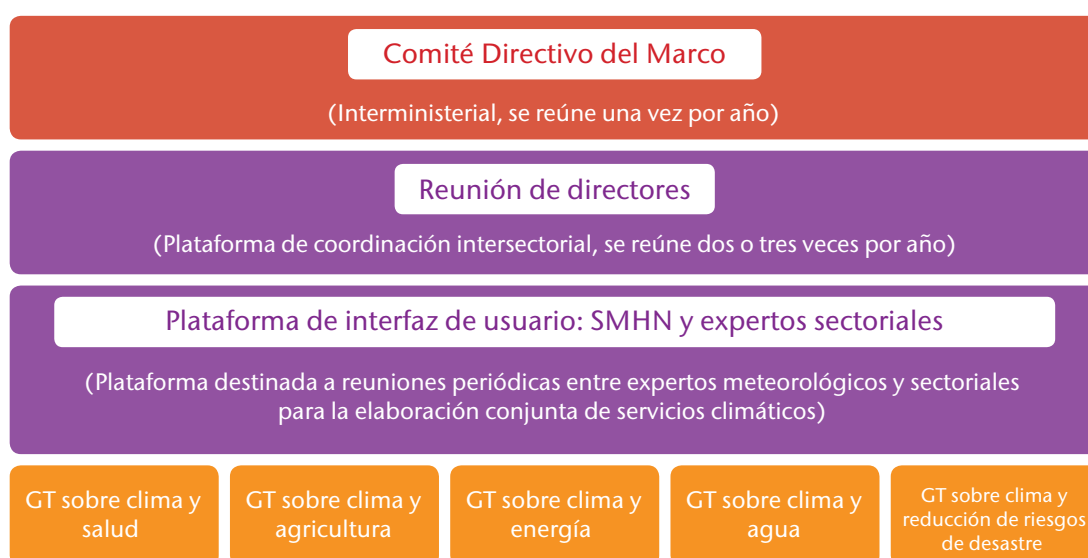 Comité Directivo del Marco
(Interministerial, se reúne una vez por año)
Reunión de directores
(Plataforma de coordinación intersectorial, se reúne dos o tres veces por año)
Plataforma de interfaz de usuario: SMHN y expertos sectoriales
(Plataforma destinada a reuniones periódicas entre expertos meteorológicos y sectoriales
para la elaboración conjunta de servicios climáticos)
GT sobre clima y
salud
GT sobre clima y
agricultura
GT sobre clima y
energía
GT sobre clima y
agua
GT sobre clima y
reducción de riesgos
de desastre